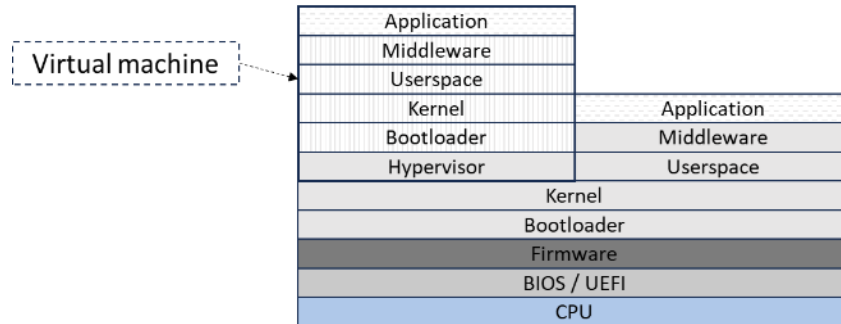 Application
Middleware
Virtual machine
Userspace
Kernel
Application
Bootloader
Middleware
Hypervisor
Userspace
Kernel
Bootloader
Firmware
BIOS / UEFI
CPU